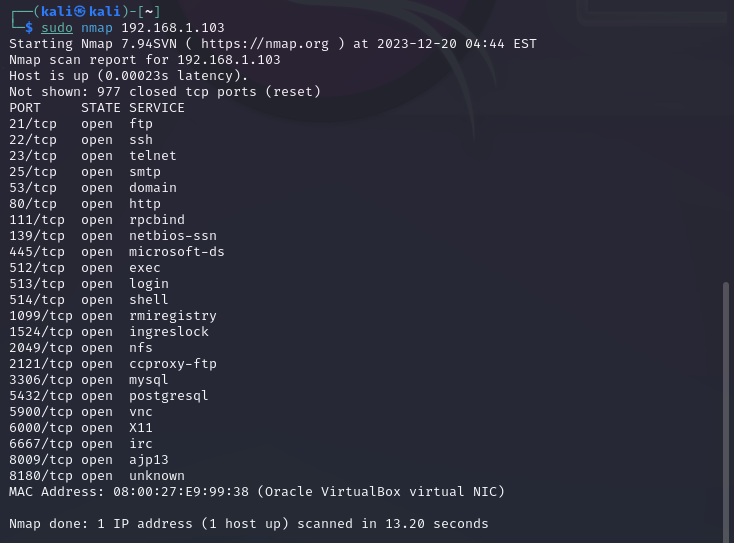 ┌──(kali㉿kali)-[~]
└─$ sudo nmap 192.168.1.103
Starting Nmap 7.94SVN ( https://nmap.org ) at 2023-12-20 04:44 EST
Nmap scan report for 192.168.1.103
Host is up (0.00023s latency).
Not shown: 977 closed tcp ports (reset)
PORT     STATE SERVICE
21/tcp   open  ftp
22/tcp   open  ssh
23/tcp   open  telnet
25/tcp   open  smtp
53/tcp   open  domain
80/tcp   open  http
111/tcp  open  rpcbind
139/tcp  open  netbios-ssn
445/tcp  open  microsoft-ds
512/tcp  open  exec
513/tcp  open  login
514/tcp  open  shell
1099/tcp open  rmiregistry
1524/tcp open  ingreslock
2049/tcp open  nfs
2121/tcp open  ccproxy-ftp
3306/tcp open  mysql
5432/tcp open  postgresql
5900/tcp open  vnc
6000/tcp open  X11
6667/tcp open  irc
8009/tcp open  ajp13
8180/tcp open  unknown
MAC Address: 08:00:27:E9:99:38 (Oracle VirtualBox virtual NIC)
Nmap done: 1 IP address (1 host up) scanned in 13.20 seconds